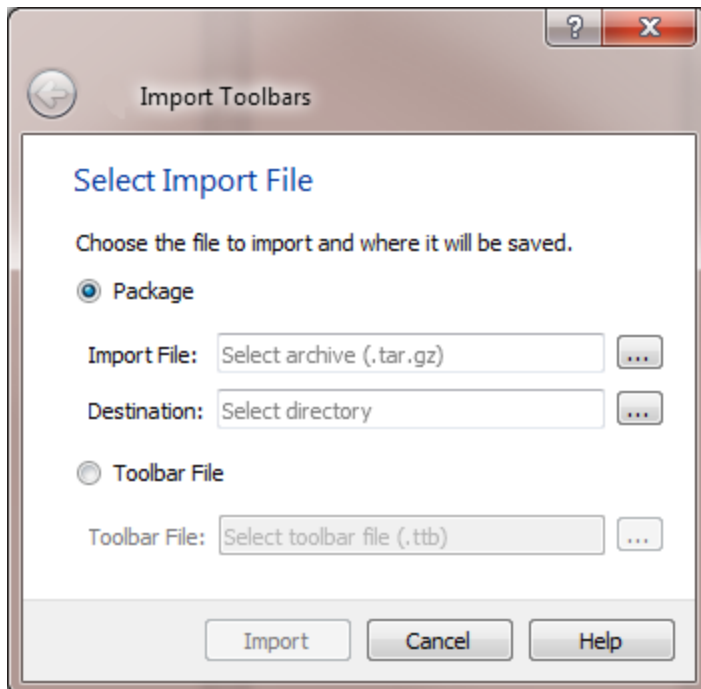 ?
X
Import Toolbars
Select Import File
Choose the file to import and where it will be saved.
Package
Import File: Select archive (.tar.gz) ...
Destination: Select directory ...
Toolbar File
Toolbar File: Select toolbar file (.ttb) ...
Import Cancel Help